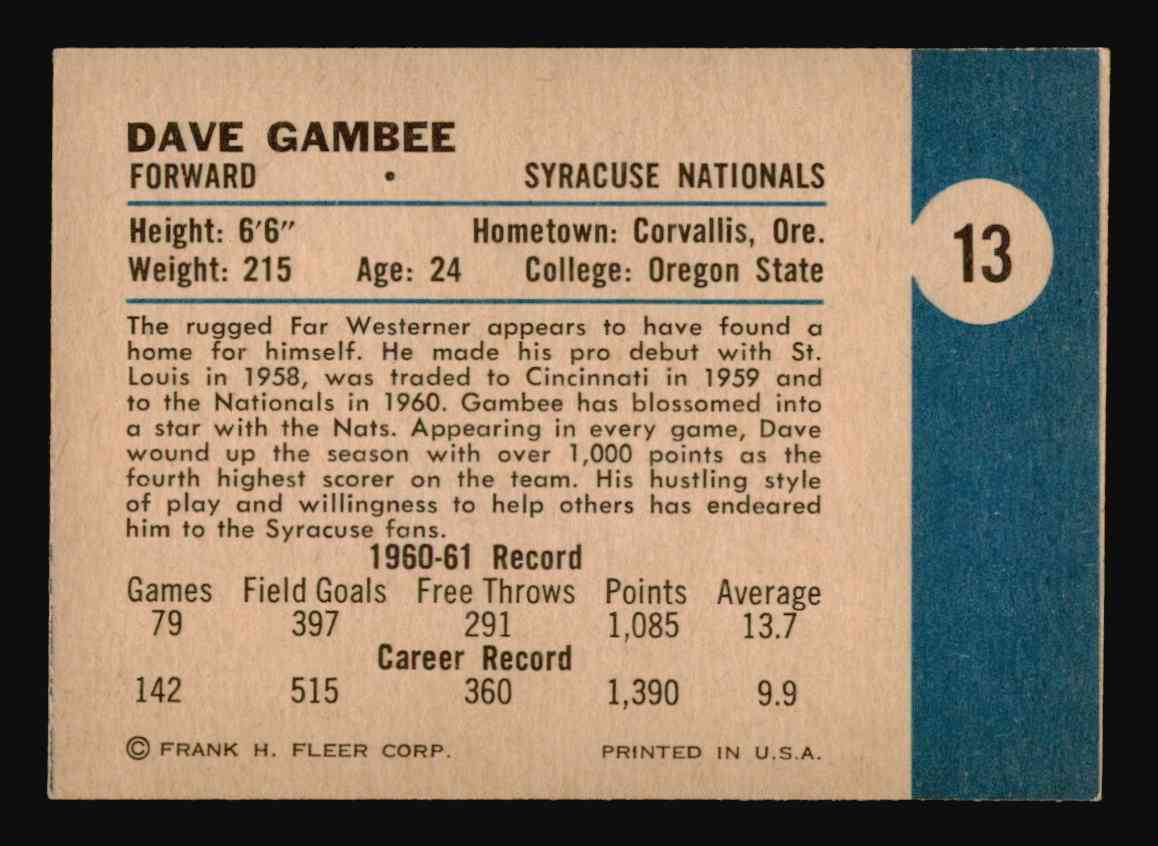 DAVE GAMBEE
FORWARD • SYRACUSE NATIONALS
Height: 6'6" Hometown: Corvallis, Ore.
Weight: 215 Age: 24 College: Oregon State
13
The rugged Far Westerner appears to have found a
home for himself. He made his pro debut with St.
Louis in 1958, was traded to Cincinnati in 1959 and
to the Nationals in 1960. Gambee has blossomed into
a star with the Nats. Appearing in every game, Dave
wound up the season with over 1,000 points as the
fourth highest scorer on the team. His hustling style
of play and willingness to help others has endeared
him to the Syracuse fans.
1960-61 Record
Games Field Goals Free Throws Points Average
79 397 291 1,085 13.7
Career Record
142 515 360 1,390 9.9
© FRANK H. FLEER CORP. PRINTED IN U.S.A.